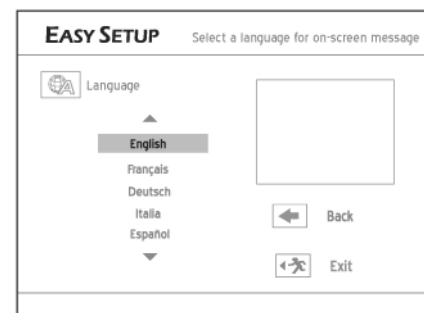 EASY SETUP Select a language for on-screen message
Language
English
Français
Deutsch
Italia
Español
Back
Exit